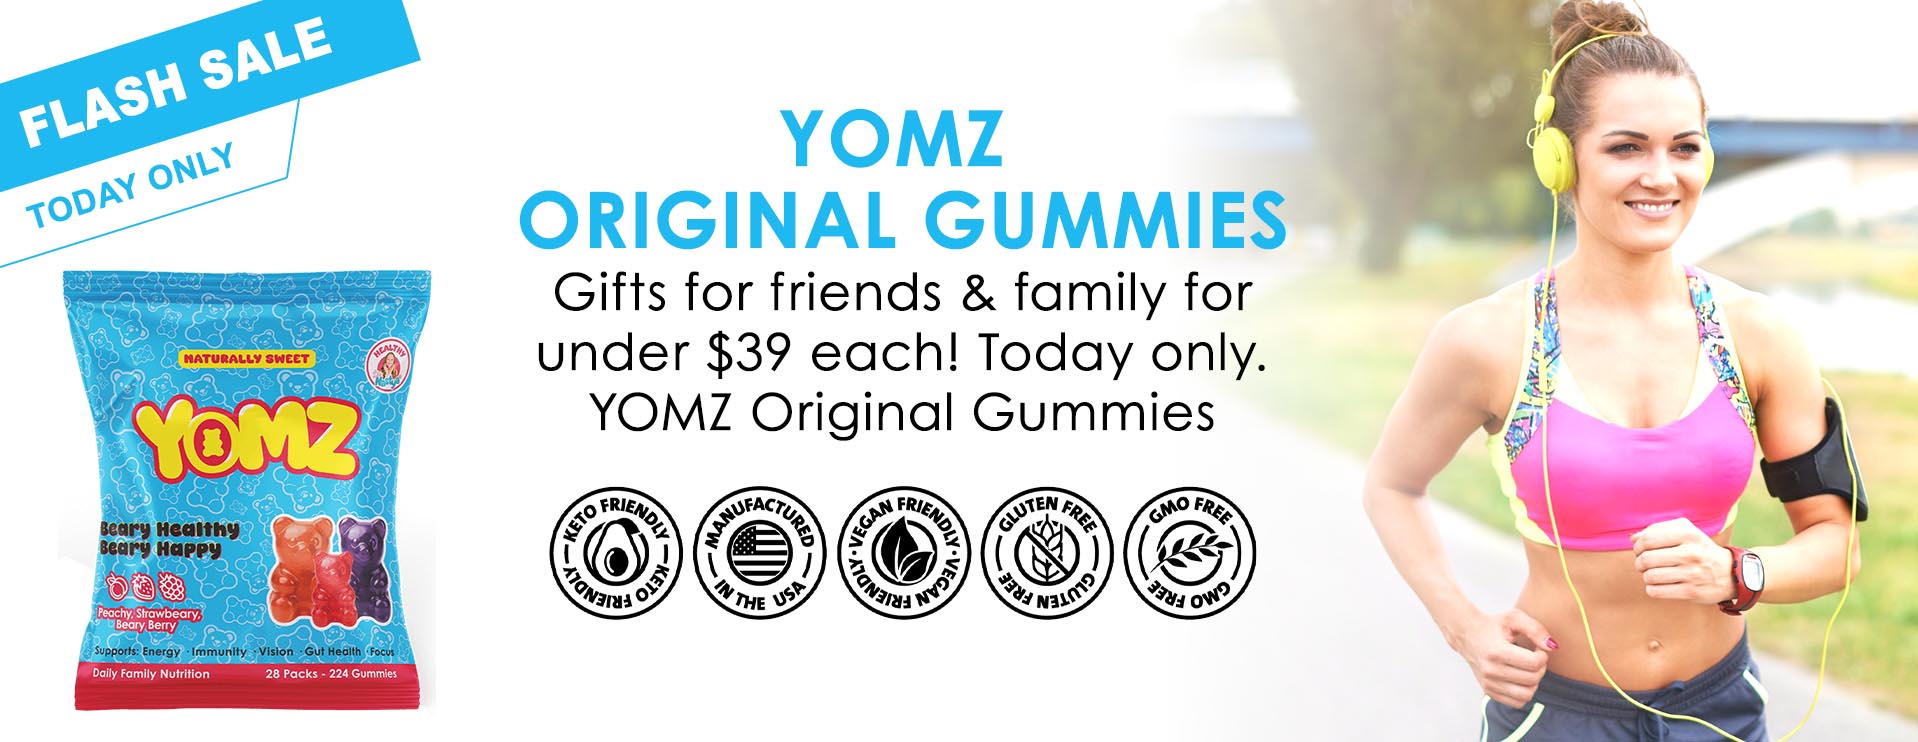 FLASH SALE
TODAY ONLY
NATURALLY SWEET
HEALTHY
YOMZ
Beary Healthy
Beary Happy
Peachy, Strawbeary,
Beary Berry
Supports: Energy · Immunity · Vision · Gut Health · Focus
Daily Family Nutrition
28 Packs - 224 Gummies
YOMZ
ORIGINAL GUMMIES
Gifts for friends & family for
under $39 each! Today only.
YOMZ Original Gummies
KETO FRIENDLY — KETO FRIENDLY —
MANUFACTURED — IN THE USA —
VEGAN FRIENDLY · VEGAN FRIENDLY ·
GLUTEN FREE — GLUTEN FREE —
GMO FREE — GMO FREE —